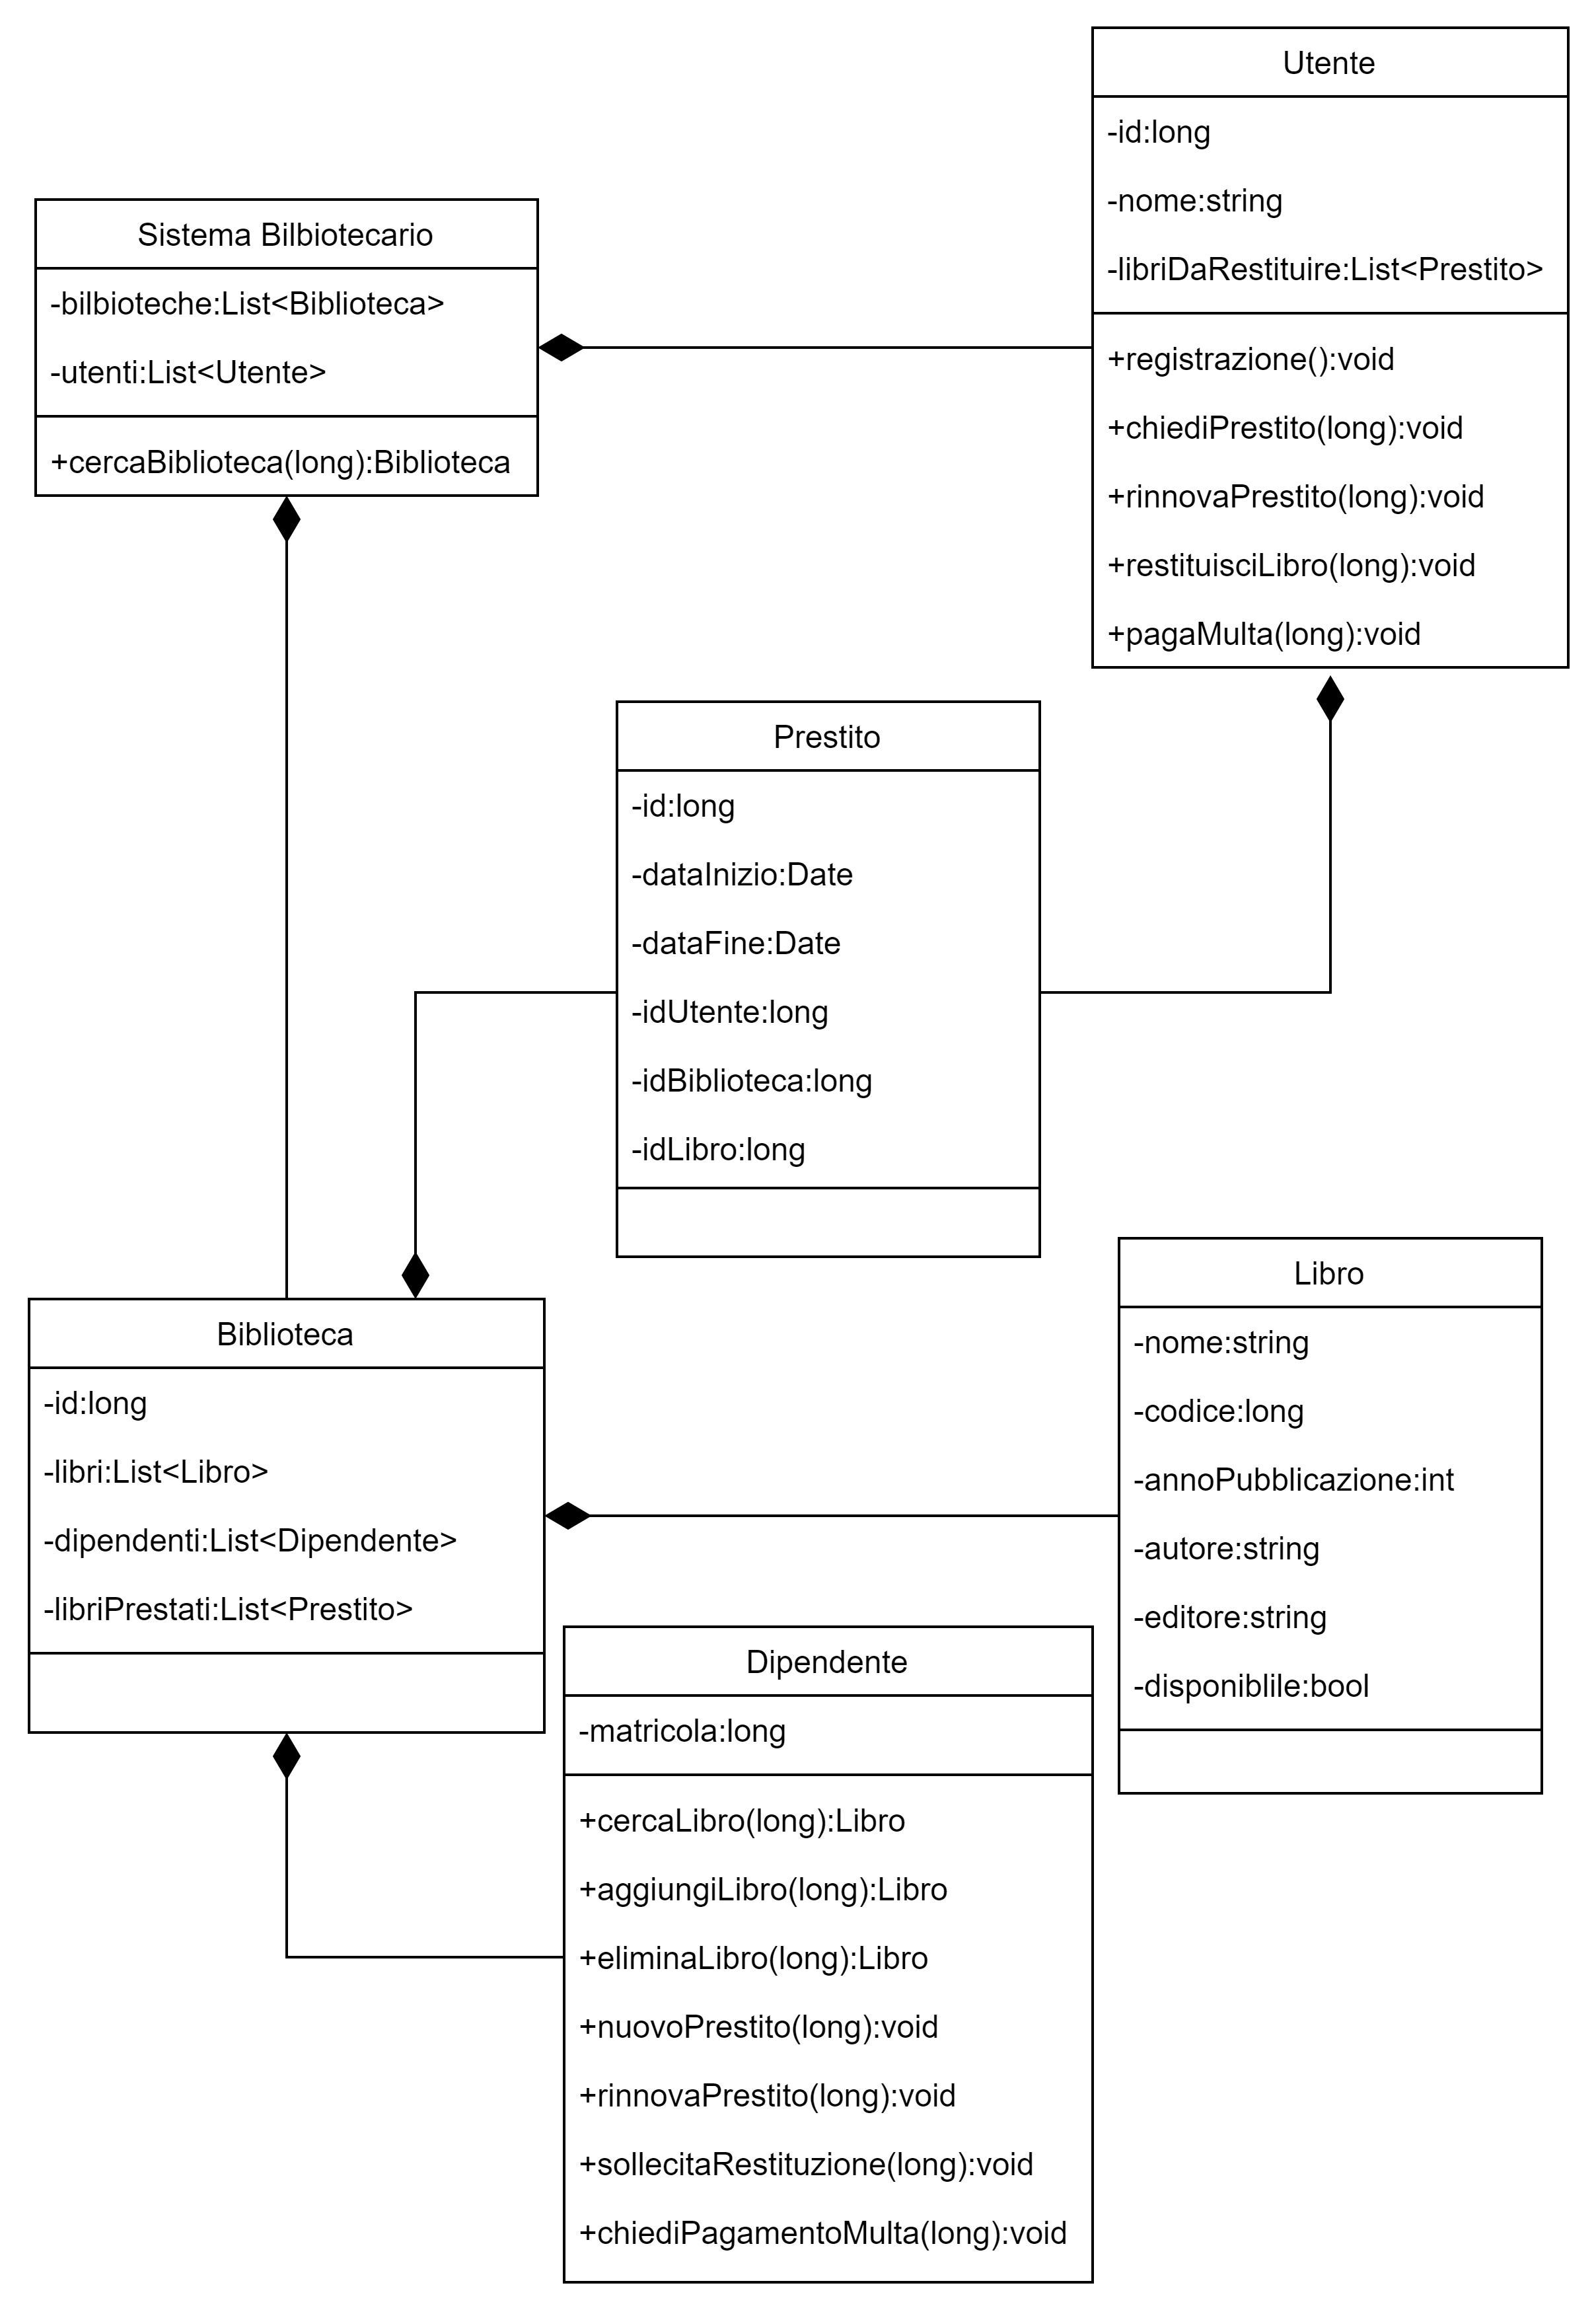 Utente
-id:long
-nome:string
-libriDaRestituire:List<Prestito>
+registrazione():void
+chiediPrestito(long):void
+rinnovaPrestito(long):void
+restituisciLibro(long):void
+pagaMulta(long):void
Sistema Bilbiotecario
-bilbioteche:List<Biblioteca>
-utenti:List<Utente>
+cercaBiblioteca(long):Biblioteca
Prestito
-id:long
-dataInizio:Date
-dataFine:Date
-idUtente:long
-idBiblioteca:long
-idLibro:long
Libro
-nome:string
-codice:long
-annoPubblicazione:int
-autore:string
-editore:string
-disponiblile:bool
Biblioteca
-id:long
-libri:List<Libro>
-dipendenti:List<Dipendente>
-libriPrestati:List<Prestito>
Dipendente
-matricola:long
+cercaLibro(long):Libro
+aggiungiLibro(long):Libro
+eliminaLibro(long):Libro
+nuovoPrestito(long):void
+rinnovaPrestito(long):void
+sollecitaRestituzione(long):void
+chiediPagamentoMulta(long):void